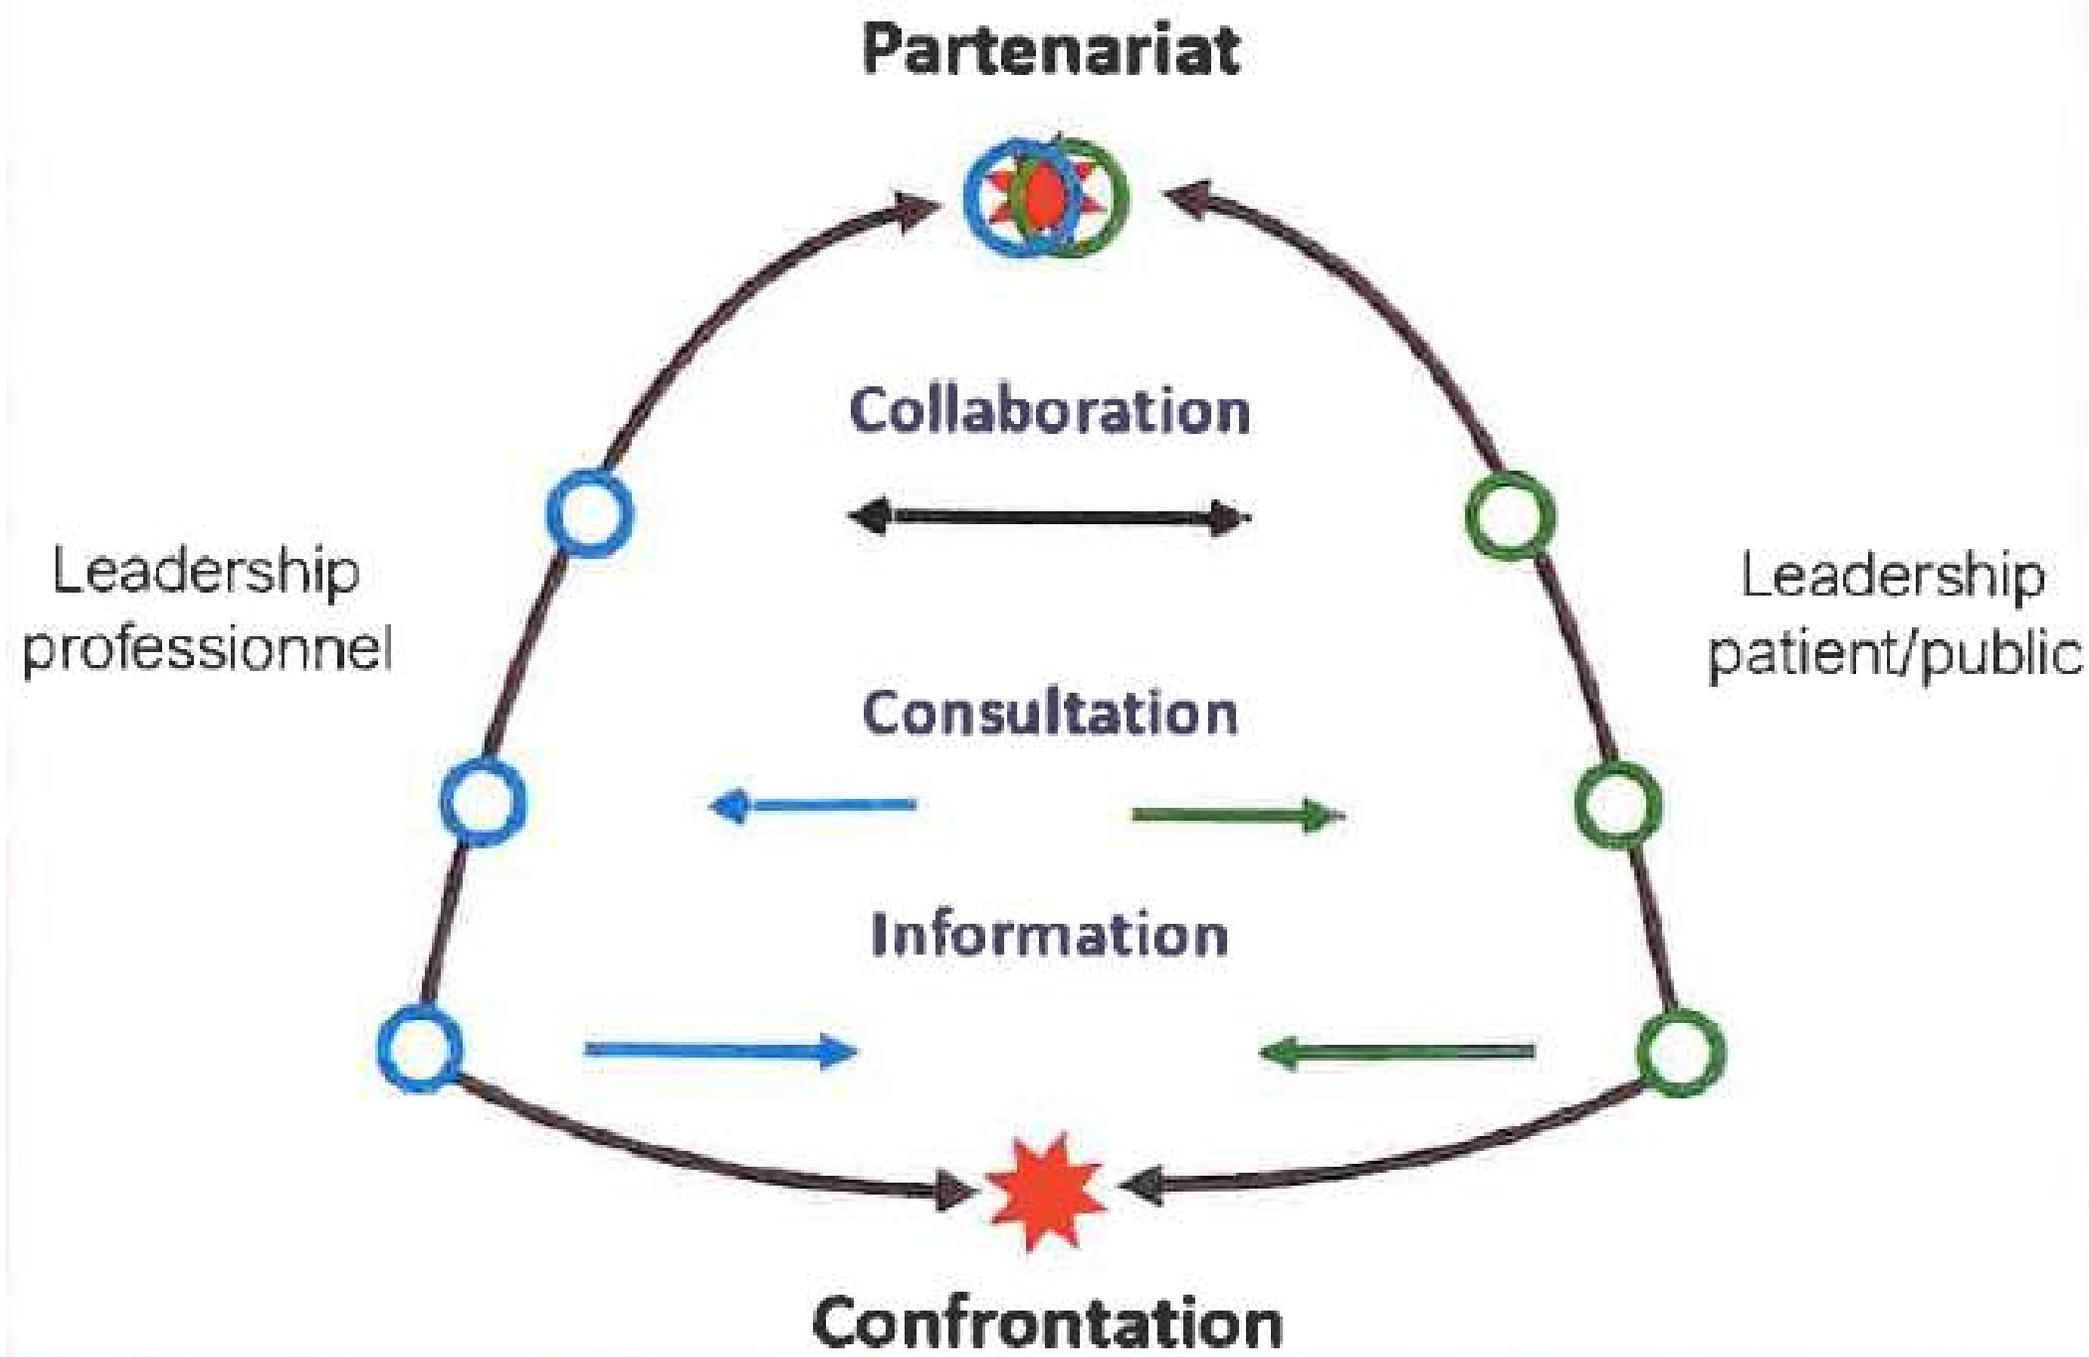 Partenariat
Collaboration
Leadership
professionnel
Leadership
patient/public
Consultation
Information
Confrontation